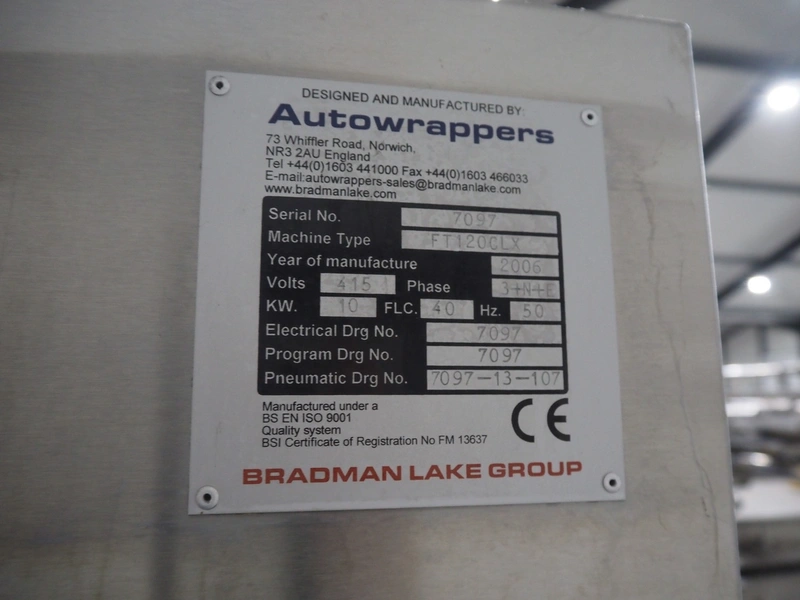 DESIGNED AND MANUFACTURED BY:
Autowrappers
73 Whiffler Road, Norwich,
NR3 2AU England
Tel +44(0)1603 441000 Fax +44(0)1603 466033
E-mail:autowrappers-sales@bradmanlake.com
www.bradmanlake.com
Serial No. 7097
Machine Type FT120CLX
Year of manufacture 2006
Volts 415 Phase 3+N+E
KW. 10 FLC. 40 Hz. 50
Electrical Drg No. 7097
Program Drg No. 7097
Pneumatic Drg No. 7097-13-107
Manufactured under a
BS EN ISO 9001
Quality system
BSI Certificate of Registration No FM 13637
CE
BRADMAN LAKE GROUP